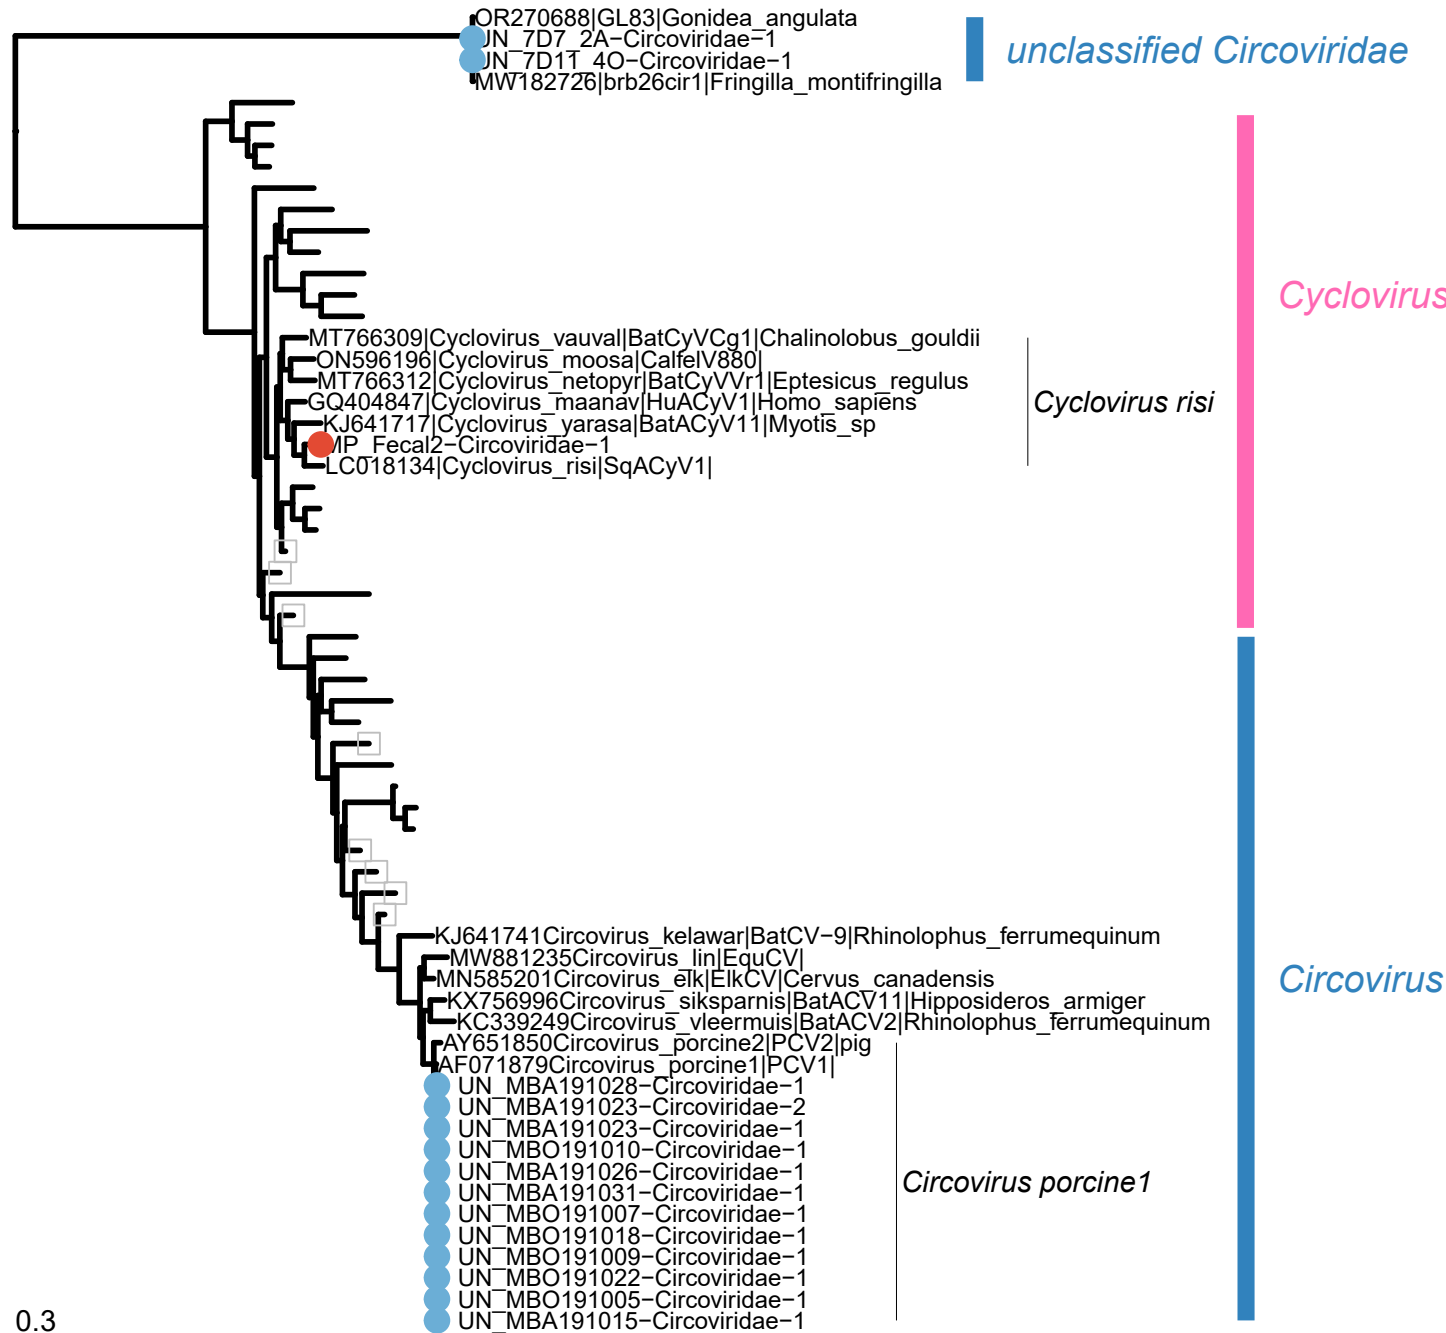 OR270688|GL83|Gonidea_angulata
UN_7D7_2A−Circoviridae−1
UN_7D11_4O−Circoviridae−1
MW182726|brb26cir1|Fringilla_montifringilla
unclassified Circoviridae
Cyclovirus
MT766309|Cyclovirus_vauval|BatCyVCg1|Chalinolobus_gouldii
ON596196|Cyclovirus_moosa|CalfelV880|
MT766312|Cyclovirus_netopyr|BatCyVVr1|Eptesicus_regulus
GQ404847|Cyclovirus_maanav|HuACyV1|Homo_sapiens
KJ641717|Cyclovirus_yarasa|BatACyV11|Myotis_sp
MP_Fecal2−Circoviridae−1
LC018134|Cyclovirus_risi|SqACyV1|
Cyclovirus risi
KJ641741Circovirus_kelawar|BatCV−9|Rhinolophus_ferrumequinum
MW881235Circovirus_lin|EquCV|
MN585201Circovirus_elk|ElkCV|Cervus_canadensis
KX756996Circovirus_siksparnis|BatACV11|Hipposideros_armiger
KC339249Circovirus_vleermuis|BatACV2|Rhinolophus_ferrumequinum
Circovirus
AY651850Circovirus_porcine2|PCV2|pig
AF071879Circovirus_porcine1|PCV1|
UN_MBA191028−Circoviridae−1
UN_MBA191023−Circoviridae−2
UN_MBA191023−Circoviridae−1
UN_MBO191010−Circoviridae−1
UN_MBA191026−Circoviridae−1
UN_MBA191031−Circoviridae−1
UN_MBO191007−Circoviridae−1
UN_MBO191018−Circoviridae−1
UN_MBO191009−Circoviridae−1
UN_MBO191022−Circoviridae−1
UN_MBO191005−Circoviridae−1
UN_MBA191015−Circoviridae−1
Circovirus porcine1
0.3